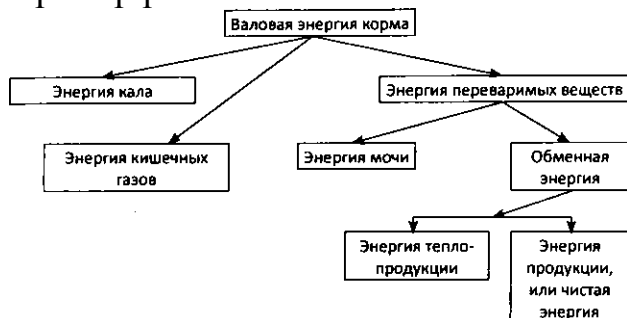 Валовая энергия корма
Энергия кала
Энергия переваримых веществ
Энергия кишечных
газов
Энергия мочи
Обменная
энергия
Энергия тепло-
продукции
Энергия
продукции,
или чистая
энергия